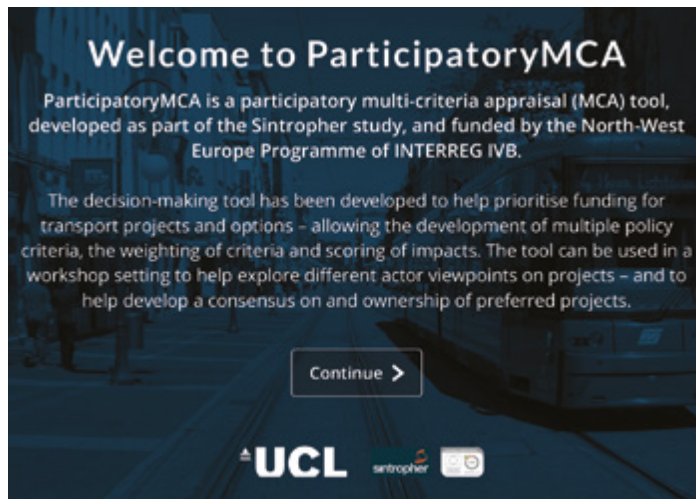 Welcome to ParticipatoryMCA
ParticipatoryMCA is a participatory multi-criteria appraisal (MCA) tool,
developed as part of the Sintropher study, and funded by the North-West
Europe Programme of INTERREG IVB.
The decision-making tool has been developed to help prioritise funding for
transport projects and options – allowing the development of multiple policy
criteria, the weighting of criteria and scoring of impacts. The tool can be used in a
workshop setting to help explore different actor viewpoints on projects – and to
help develop a consensus on and ownership of preferred projects.
Continue >
UCL
sintropher